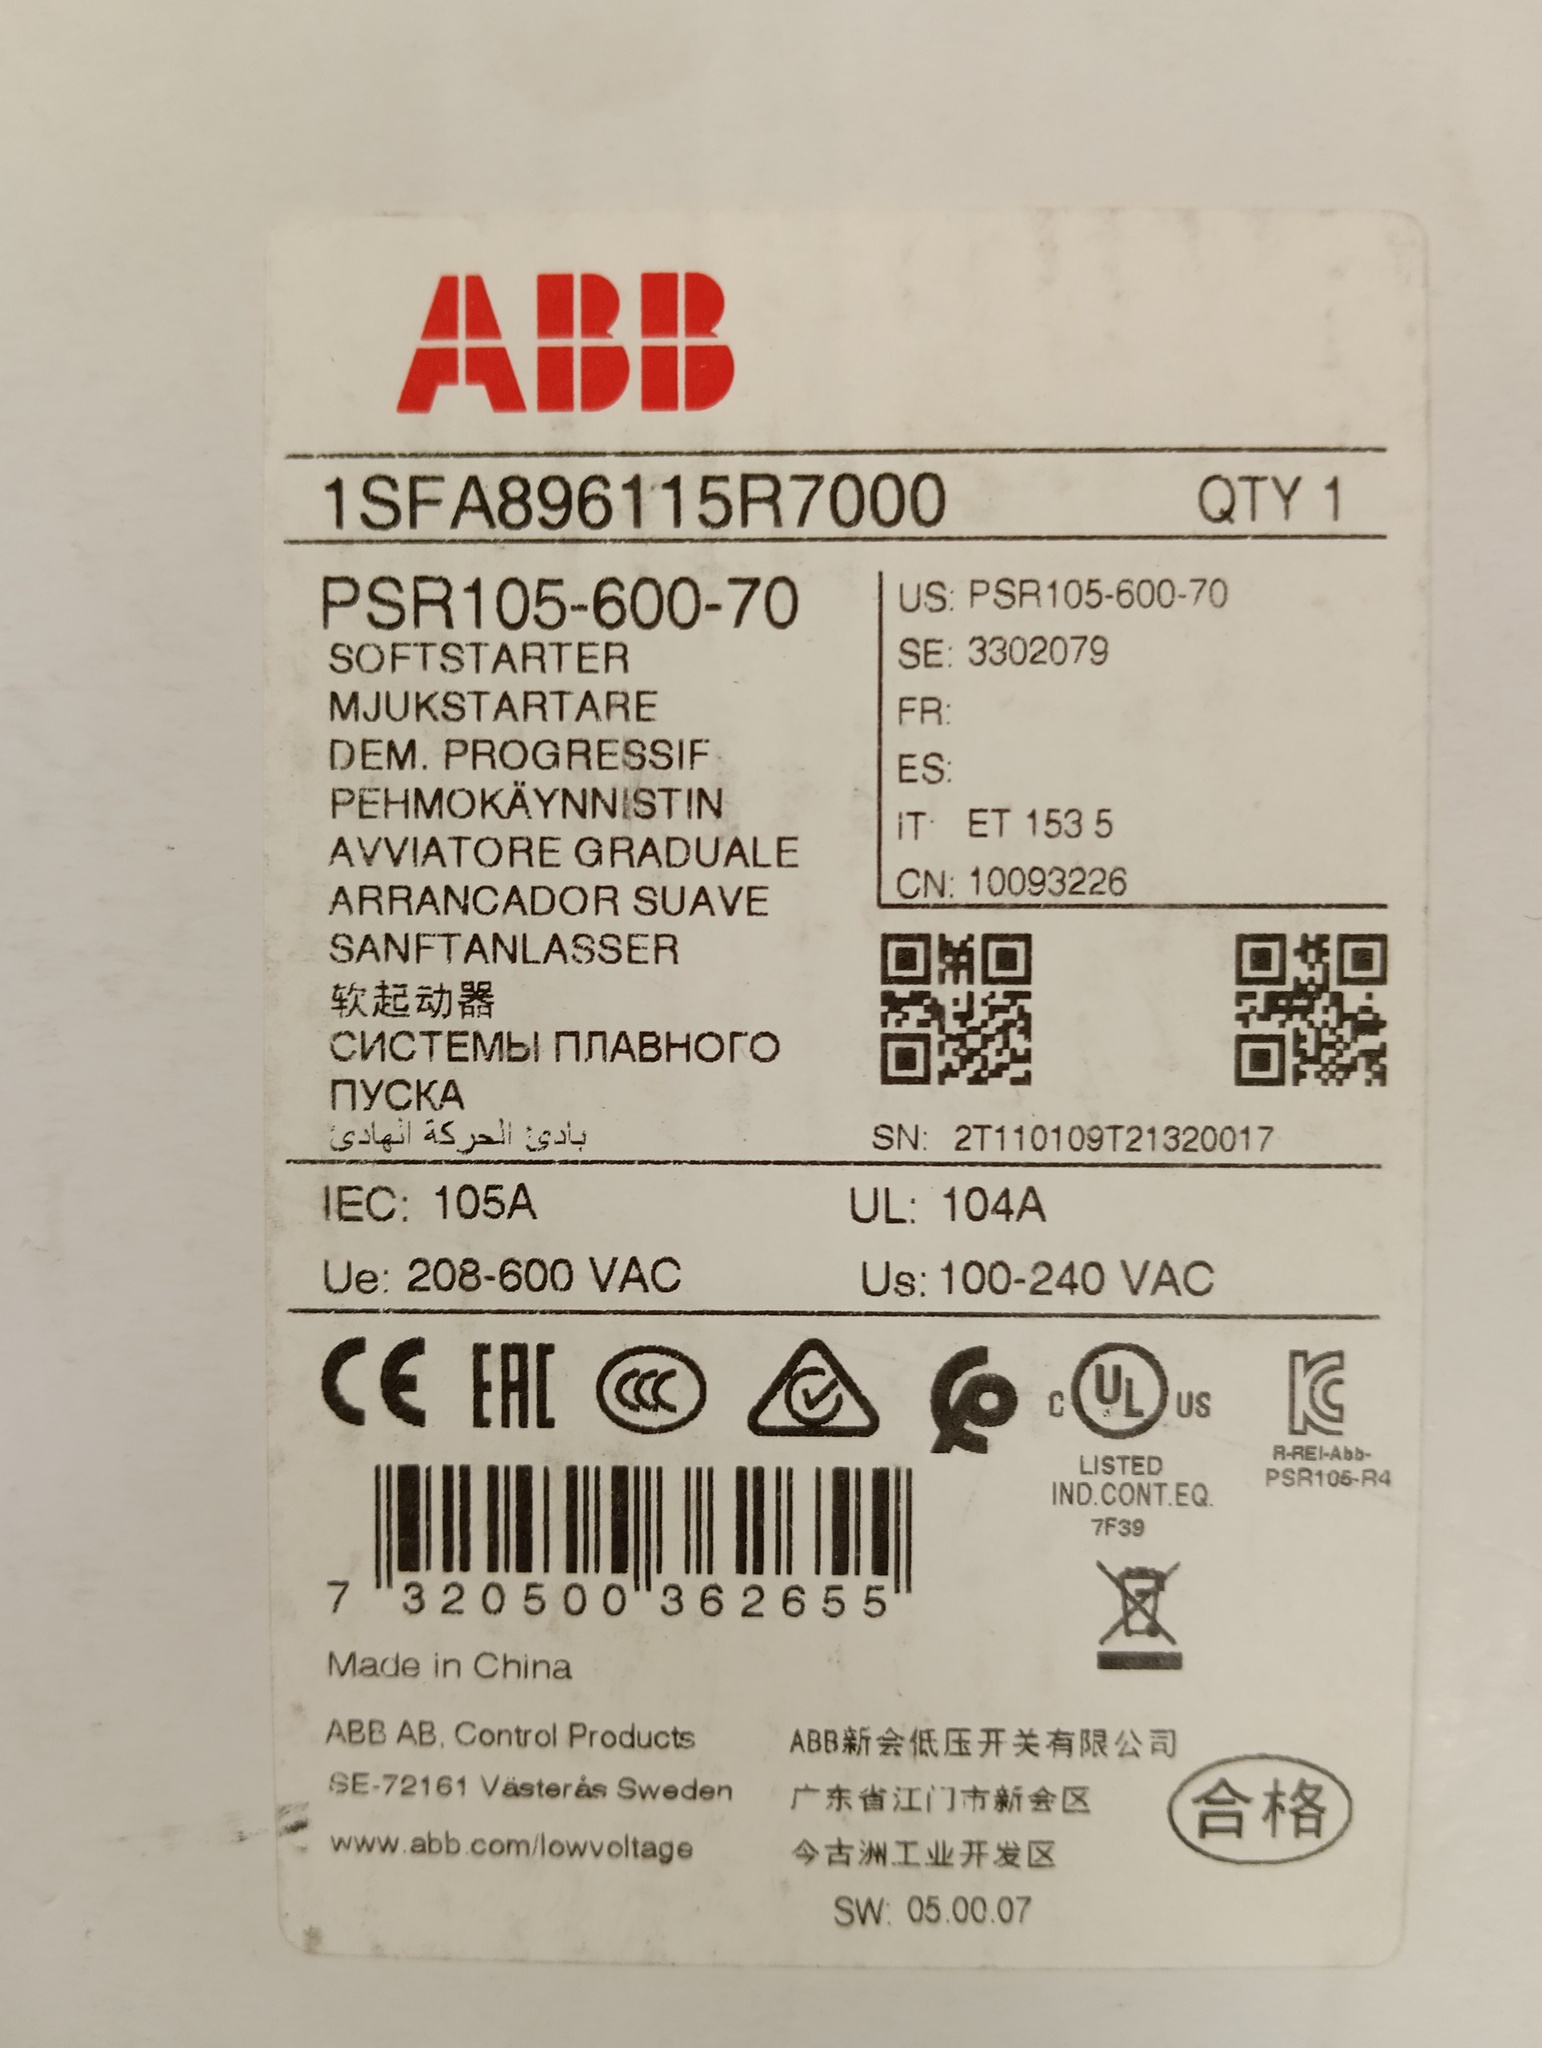 ABB
1SFA896115R7000 QTY 1
PSR105-600-70
SOFTSTARTER
MJUKSTARTARE
DEM. PROGRESSIF
PEHMOKÄYNNISTIN
AVVIATORE GRADUALE
ARRANCADOR SUAVE
SANFTANLASSER
软起动器
СИСТЕМЫ ПЛАВНОГО
ПУСКА
بادئ الحركة انهادئ
US: PSR105-600-70
SE: 3302079
FR:
ES:
IT: ET 153 5
CN: 10093226
SN: 2T110109T21320017
IEC: 105A UL: 104A
Ue: 208-600 VAC Us: 100-240 VAC
CE EAC CCC C UL US KC
LISTED
IND.CONT.EQ.
7F39
R-REI-Abb-
PSR105-R4
7 320500 362655
Made in China
ABB AB, Control Products
SE-72161 Västerås Sweden
www.abb.com/lowvoltage
ABB新会低压开关有限公司
广东省江门市新会区
今古洲工业开发区
合格
SW: 05.00.07